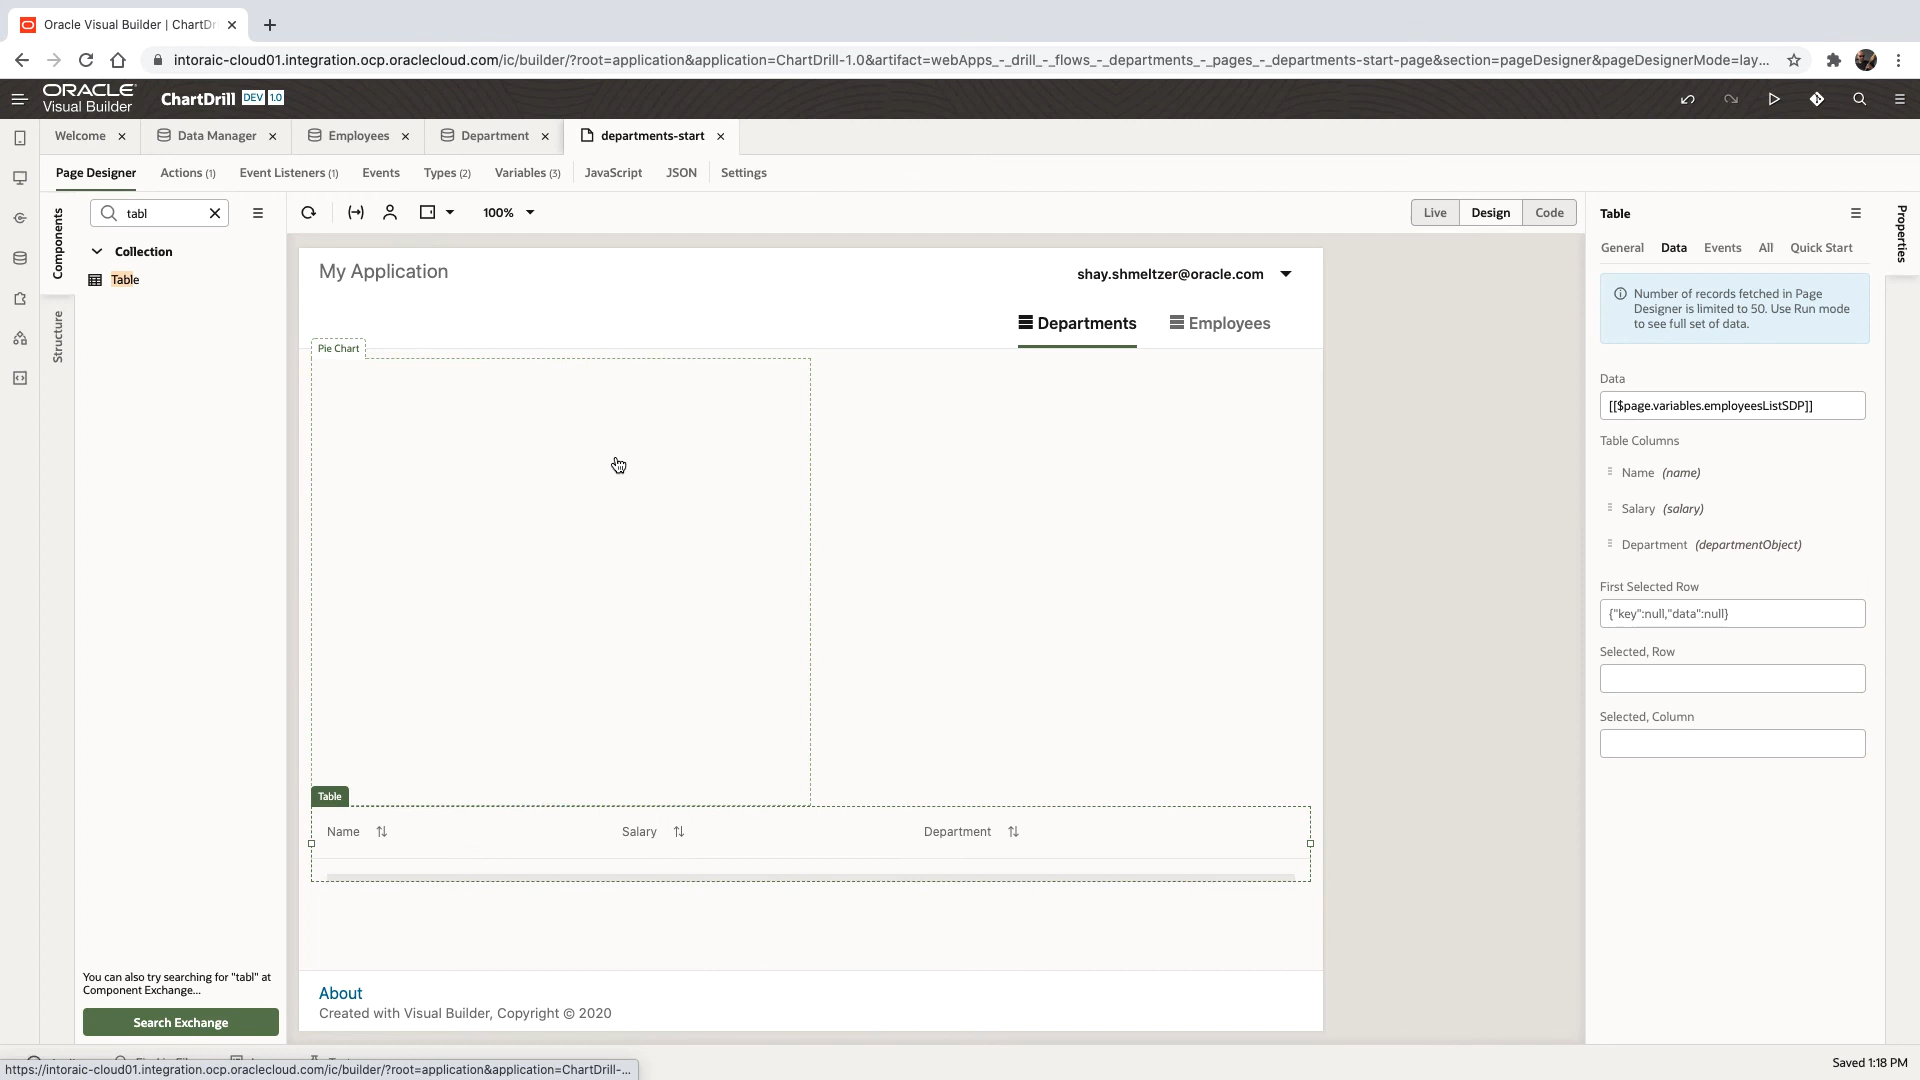 Oracle Visual Builder | ChartDr
intoraic-cloud01.integration.ocp.oraclecloud.com/ic/builder/?root=application&application=ChartDrill-1.0&artifact=webApps_-_drill_-_flows_-_departments_-_pages_-_departments-start-page&section=pageDesigner&pageDesignerMode=lay...
ORACLE
Visual Builder
ChartDrill DEV 1.0
Welcome
Data Manager
Employees
Department
departments-start
Page Designer
Actions (1)
Event Listeners (1)
Events
Types (2)
Variables (3)
JavaScript
JSON
Settings
Components
Structure
tabl
Collection
Table
You can also try searching for "tabl" at
Component Exchange...
Search Exchange
100%
Live
Design
Code
My Application
shay.shmeltzer@oracle.com
Departments
Employees
Pie Chart
Table
Name
Salary
Department
About
Created with Visual Builder, Copyright © 2020
Table
Properties
General
Data
Events
All
Quick Start
Number of records fetched in Page
Designer is limited to 50. Use Run mode
to see full set of data.
Data
[[$page.variables.employeesListSDP]]
Table Columns
Name (name)
Salary (salary)
Department (departmentObject)
First Selected Row
{"key":null,"data":null}
Selected, Row
Selected, Column
https://intoraic-cloud01.integration.ocp.oraclecloud.com/ic/builder/?root=application&application=ChartDrill-...
Saved 1:18 PM